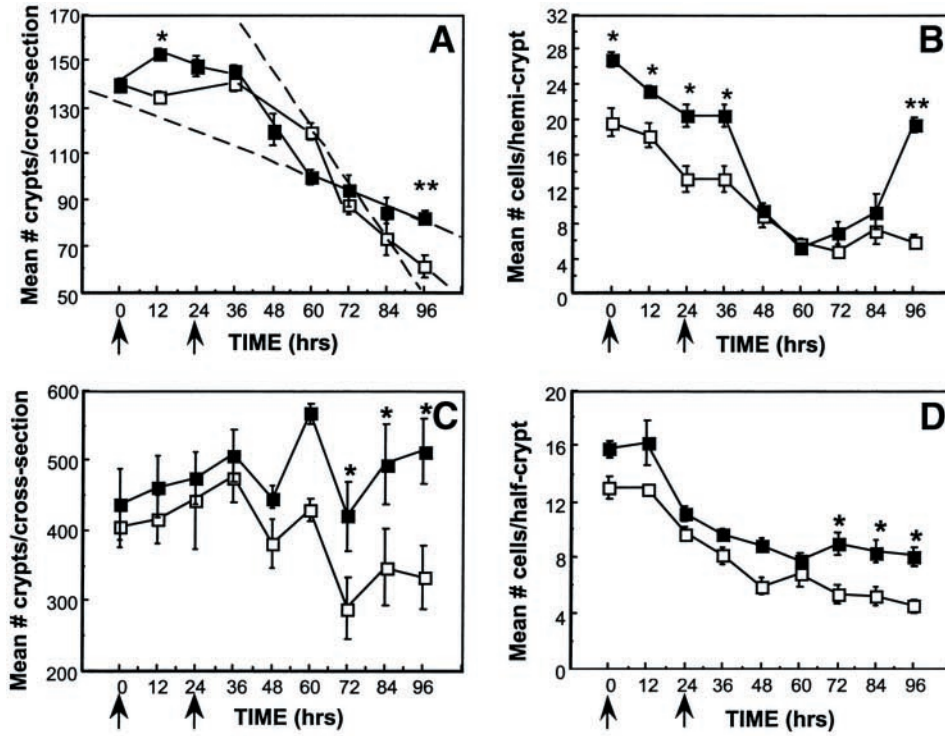 A
Mean # crypts/cross-section
170
150
130
110
90
70
50
*
**
0 12 24 36 48 60 72 84 96
TIME (hrs)
B
Mean # cells/hemi-crypt
32
28
24
20
16
12
8
4
0
*
*
*
*
**
0 12 24 36 48 60 72 84 96
TIME (hrs)
C
Mean # crypts/cross-section
600
500
400
300
200
*
*
*
0 12 24 36 48 60 72 84 96
TIME (hrs)
D
Mean # cells/half-crypt
20
16
12
8
4
0
*
*
*
0 12 24 36 48 60 72 84 96
TIME (hrs)